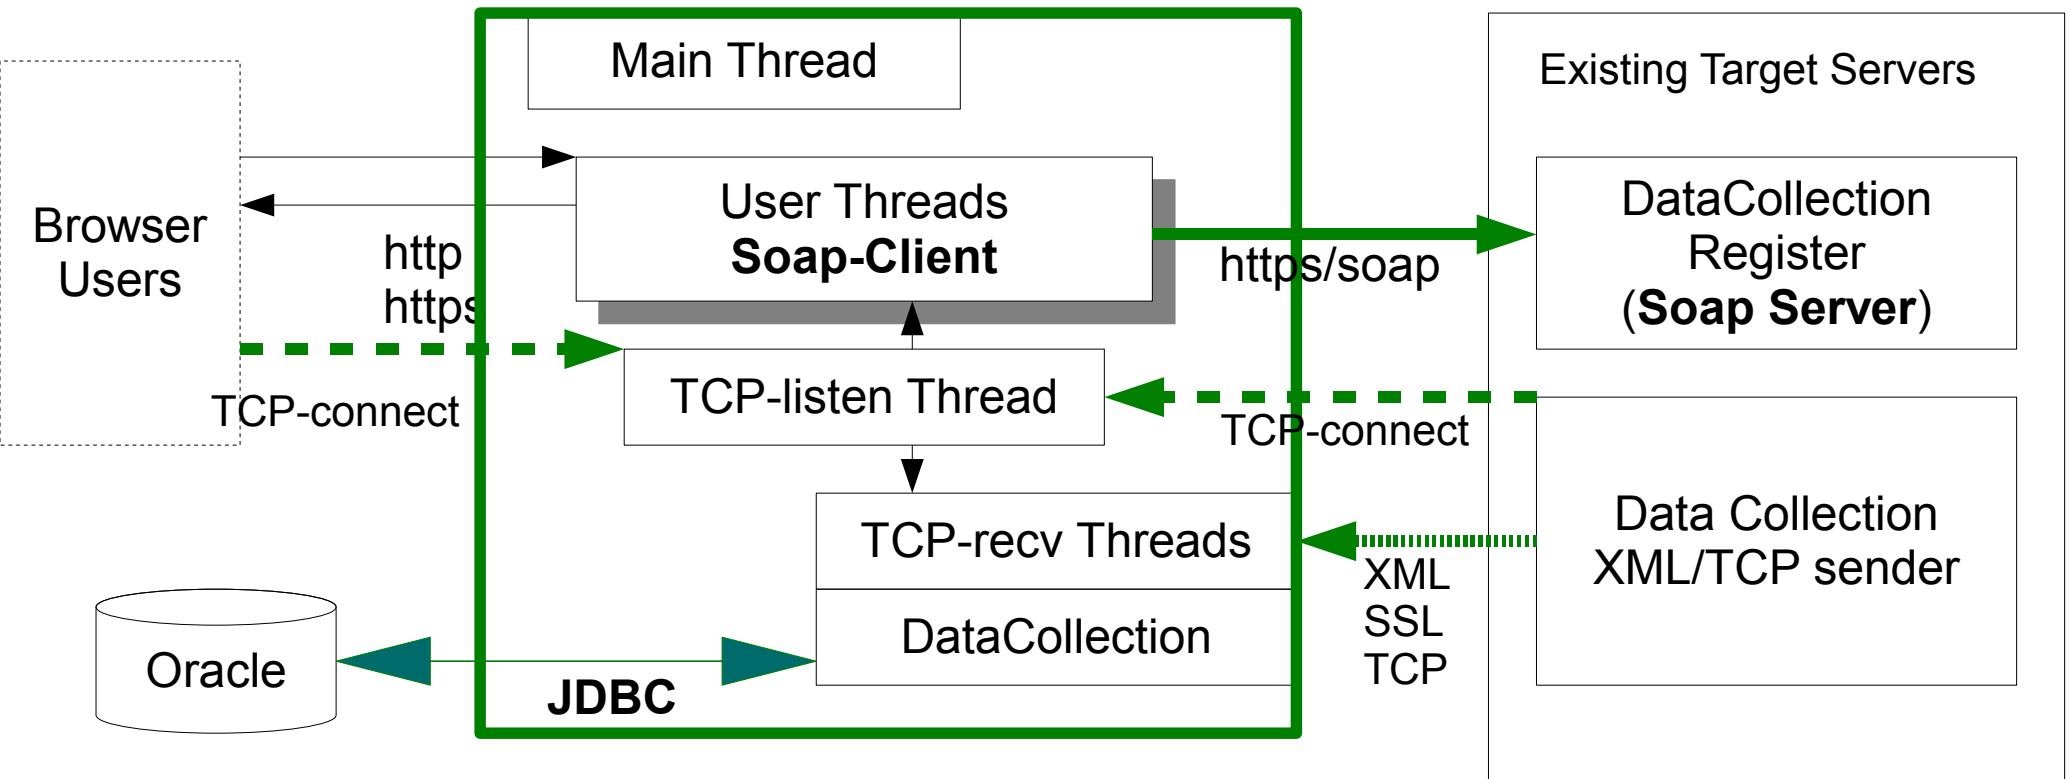 Main Thread
Existing Target Servers
Browser
Users
http
https
User Threads
Soap-Client
https/soap
DataCollection
Register
(Soap Server)
TCP-connect
TCP-listen Thread
TCP-connect
TCP-recv Threads
DataCollection
XML
SSL
TCP
Data Collection
XML/TCP sender
Oracle
JDBC